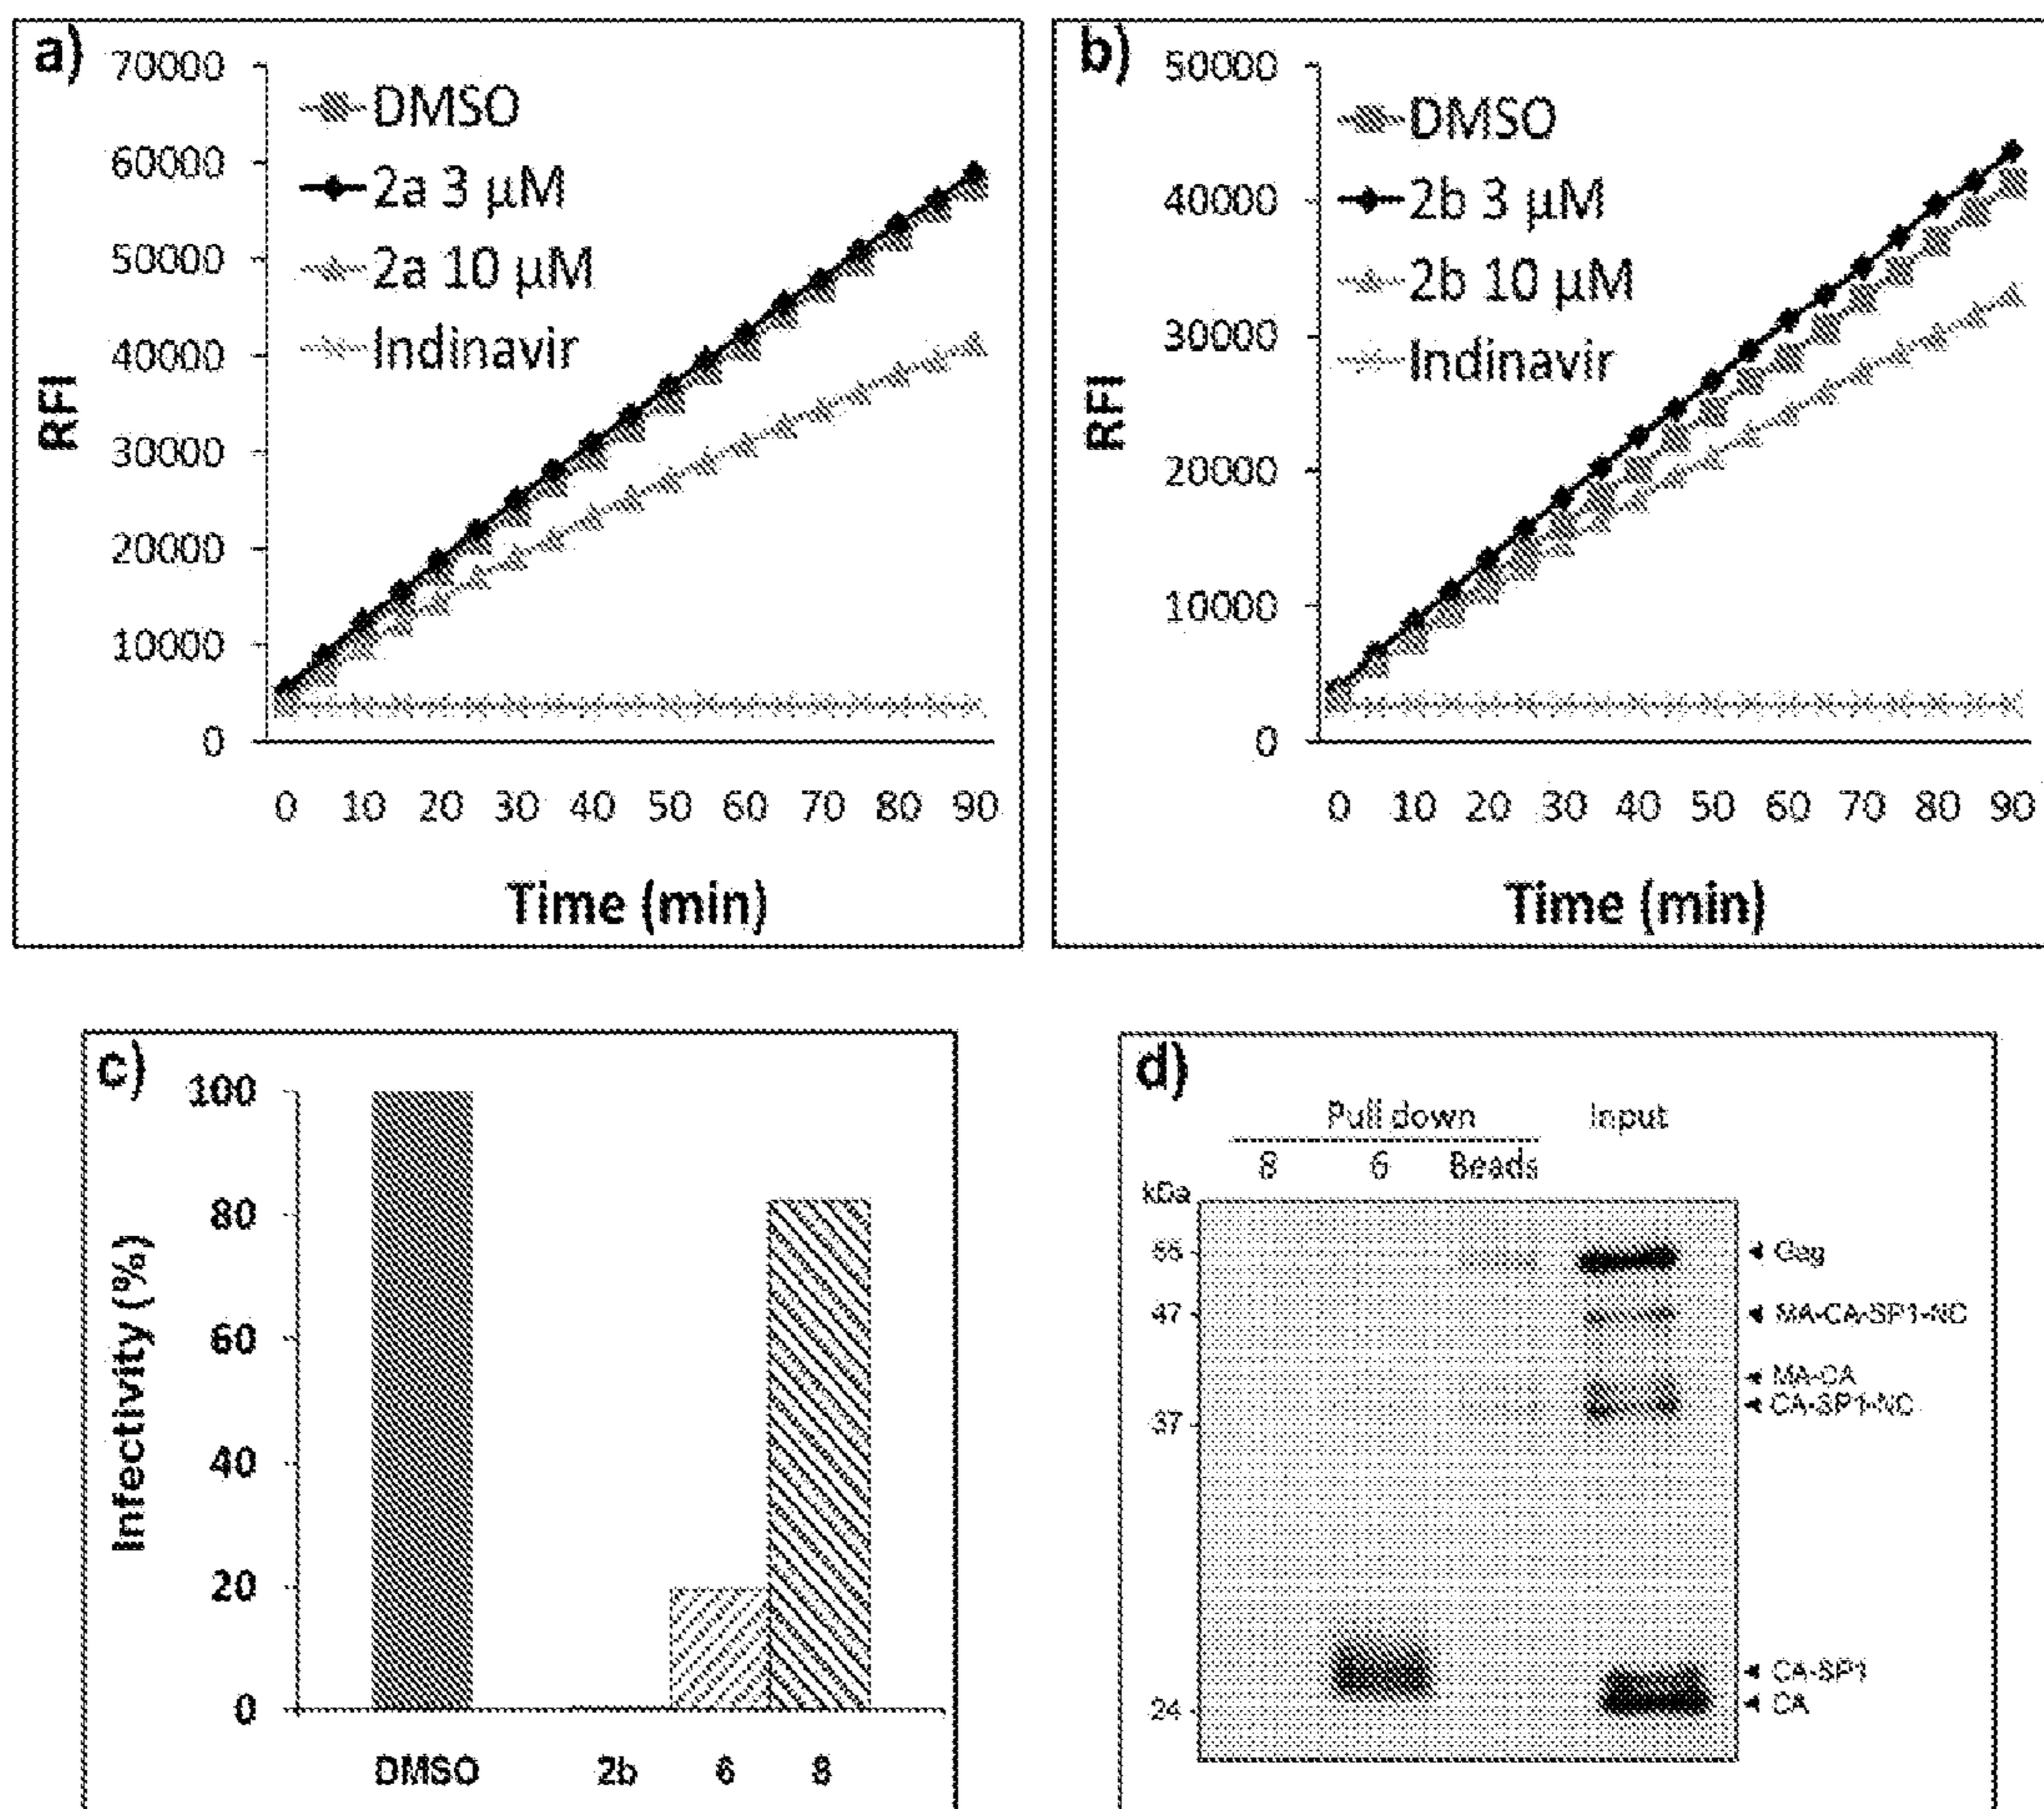 a)
70000
60000
50000
40000
30000
20000
10000
0
RFI
DMSO
2a 3 µM
2a 10 µM
Indinavir
0 10 20 30 40 50 60 70 80 90
Time (min)
b)
50000
40000
30000
20000
10000
0
RFI
DMSO
2b 3 µM
2b 10 µM
Indinavir
0 10 20 30 40 50 60 70 80 90
Time (min)
c)
100
80
60
40
20
0
Infectivity (%)
DMSO 2b 6 8
d)
Pull down Input
8 6 Beads
kDa
55
47
37
24
Gag
MA-CA-SP1-NC
MA-CA
CA-SP1-NC
CA-SP1
CA